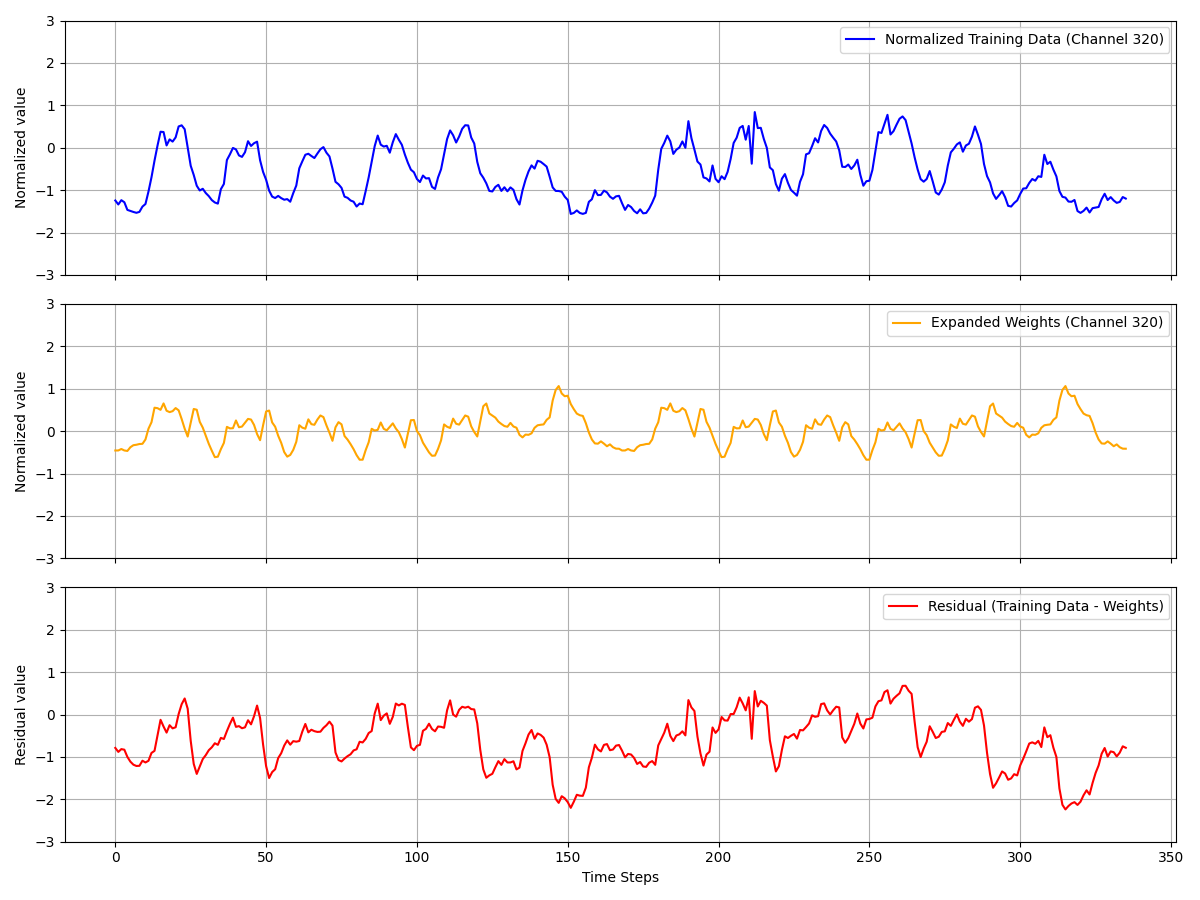 3
2
1
0
−1
−2
−3
Normalized value
Normalized Training Data (Channel 320)
3
2
1
0
−1
−2
−3
Normalized value
Expanded Weights (Channel 320)
3
2
1
0
−1
−2
−3
Residual value
Residual (Training Data - Weights)
0 50 100 150 200 250 300 350
Time Steps